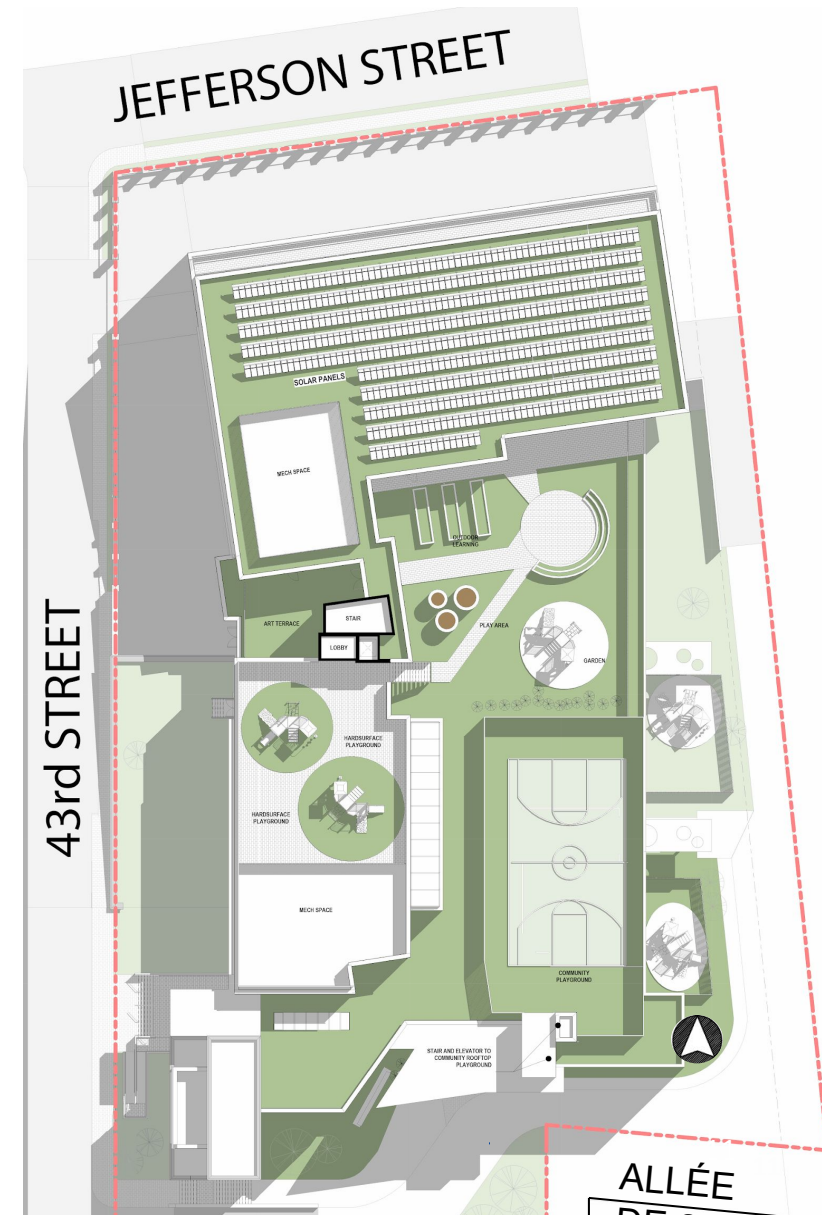 JEFFERSON STREET
SOLAR PANELS
MECH SPACE
OUTDOOR
LEARNING
ART TERRACE
STAIR
LOBBY
PLAY AREA
GARDEN
43rd STREET
HARDSURFACE
PLAYGROUND
HARDSURFACE
PLAYGROUND
MECH SPACE
COMMUNITY
PLAYGROUND
STAIR AND ELEVATOR TO
COMMUNITY ROOFTOP
PLAYGROUND
ALLÉE